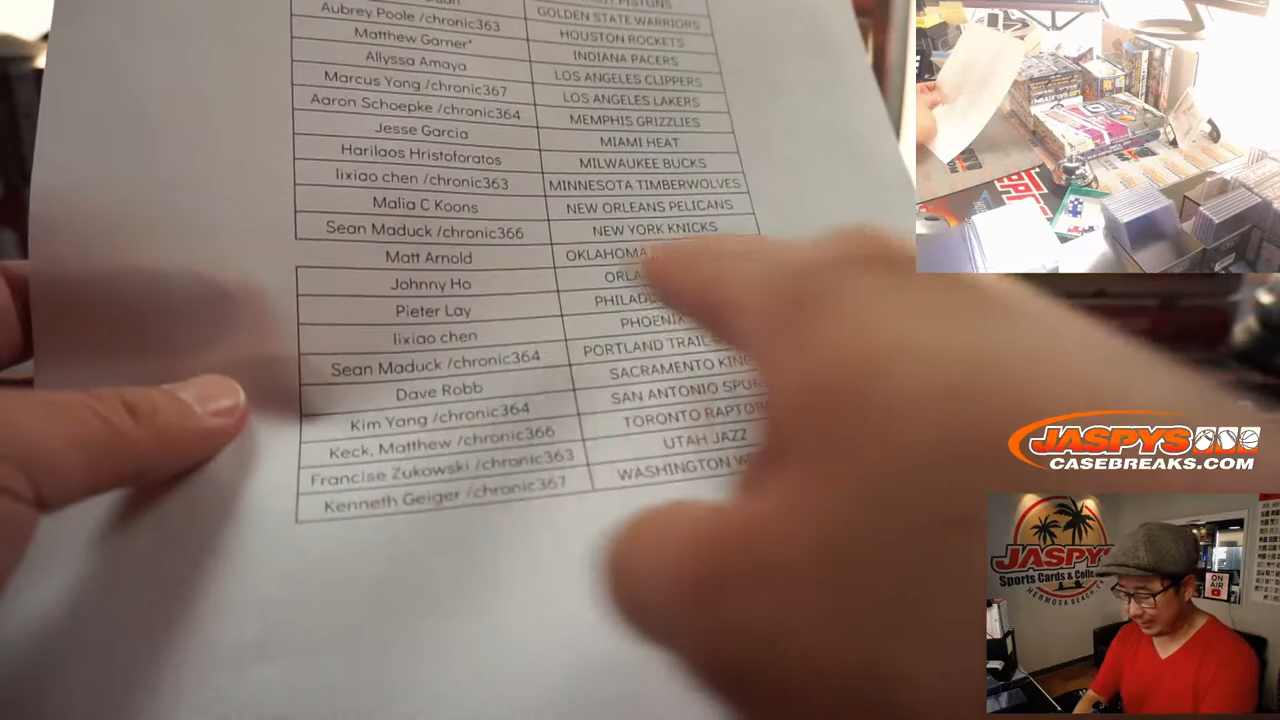 Aubrey Poole /chronic363 GOLDEN STATE WARRIORS
Matthew Garner* HOUSTON ROCKETS
Allyssa Amaya INDIANA PACERS
Marcus Yong /chronic367 LOS ANGELES CLIPPERS
Aaron Schoepke /chronic364 LOS ANGELES LAKERS
Jesse Garcia MEMPHIS GRIZZLIES
Harilaos Hristoforatos MIAMI HEAT
lixiao chen /chronic363 MILWAUKEE BUCKS
Malia C Koons MINNESOTA TIMBERWOLVES
Sean Maduck /chronic366 NEW ORLEANS PELICANS
Matt Arnold NEW YORK KNICKS
Johnny Ho OKLAHOMA
Pieter Lay
lixiao chen
Sean Maduck /chronic364 PHOENIX
Dave Robb PORTLAND TRAIL
Kim Yang /chronic364 SACRAMENTO
Keck, Matthew /chronic366 SAN ANTONIO
Francise Zukowski /chronic363 TORONTO
Kenneth Geiger /chronic367 UTAH JAZZ
WASHINGTON
JASPYS
CASEBREAKS.COM
JASPY'S
Sports Cards &
HERMOSA BEACH
ON
AIR